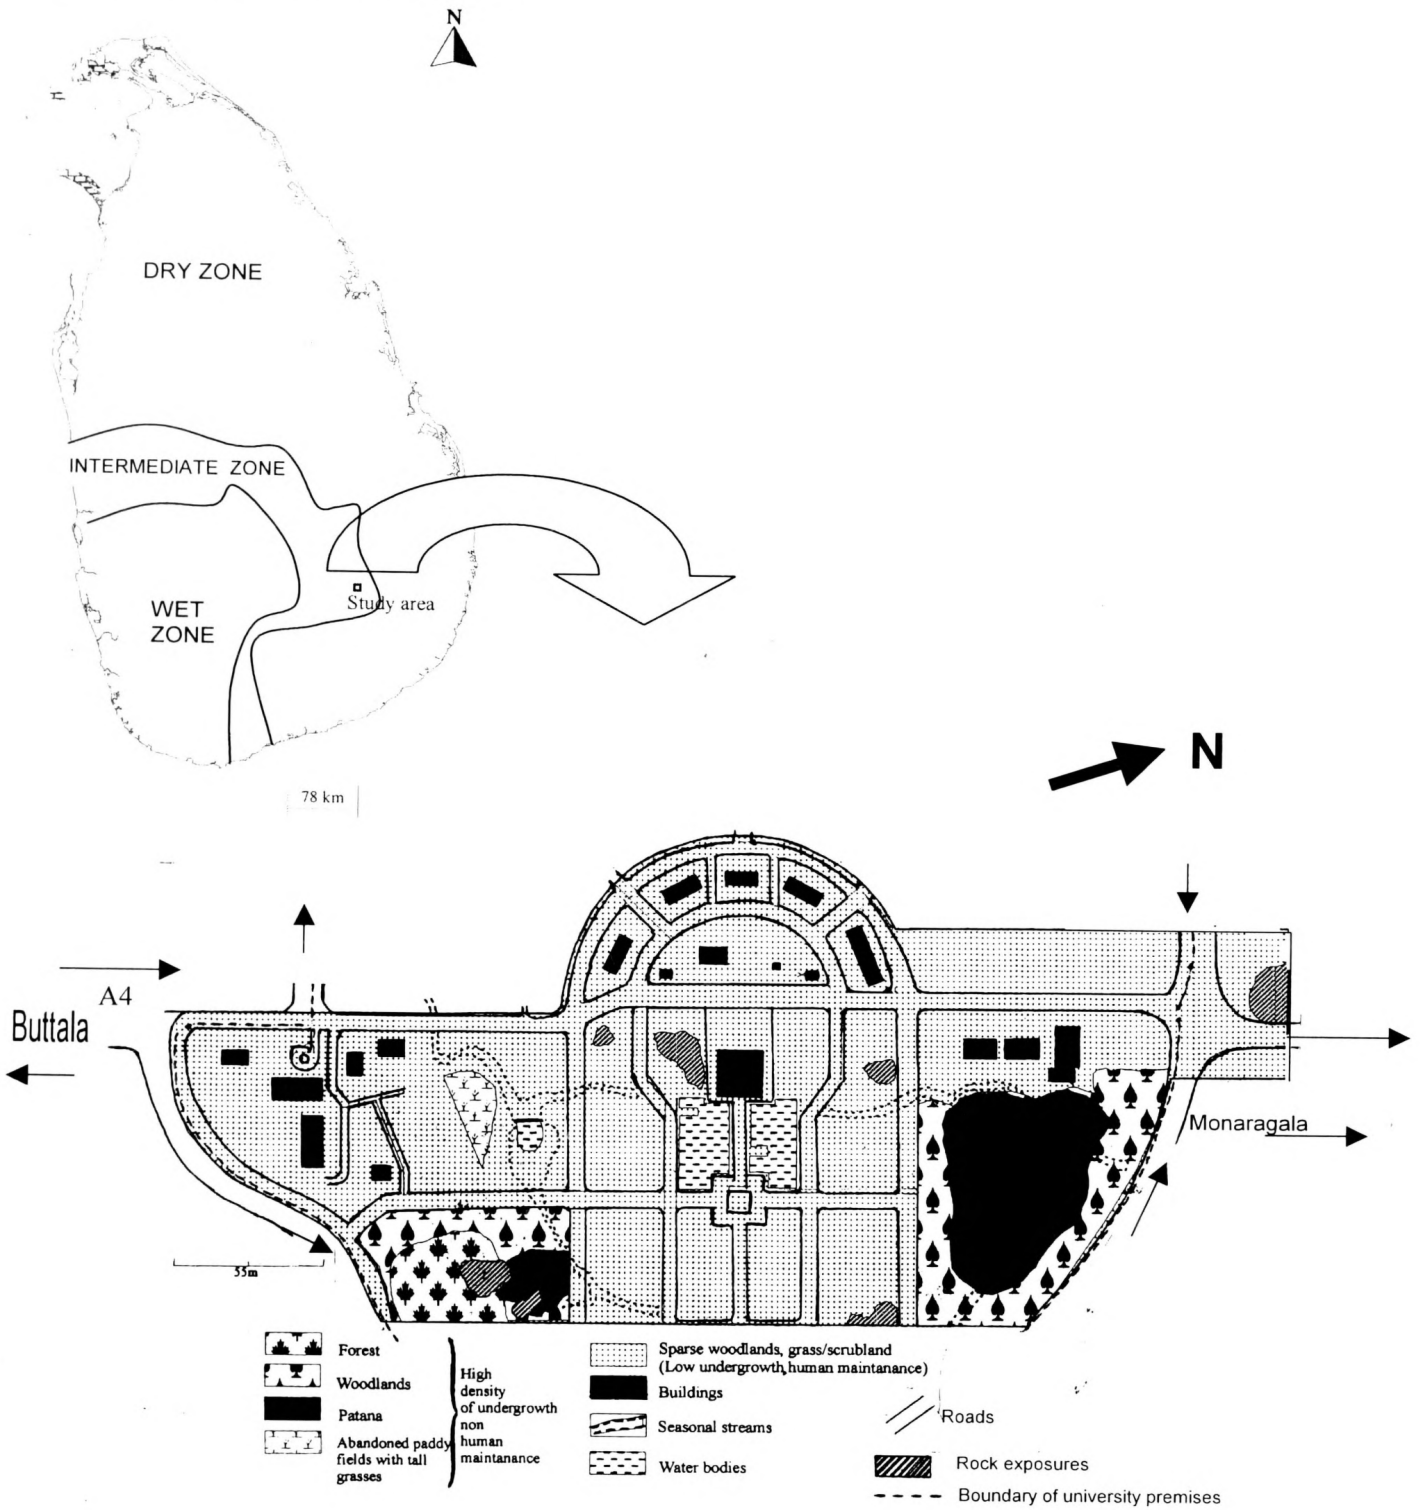 N
DRY ZONE
INTERMEDIATE ZONE
WET
ZONE
Study area
78 km
N
A4
Buttala
Monaragala
55m
Forest
Woodlands
Patana
Abandoned paddy
fields with tall
grasses
High
density
of undergrowth
non
human
maintanance
Sparse woodlands, grass/scrubland
(Low undergrowth, human maintanance)
Buildings
Seasonal streams
Water bodies
Roads
Rock exposures
Boundary of university premises